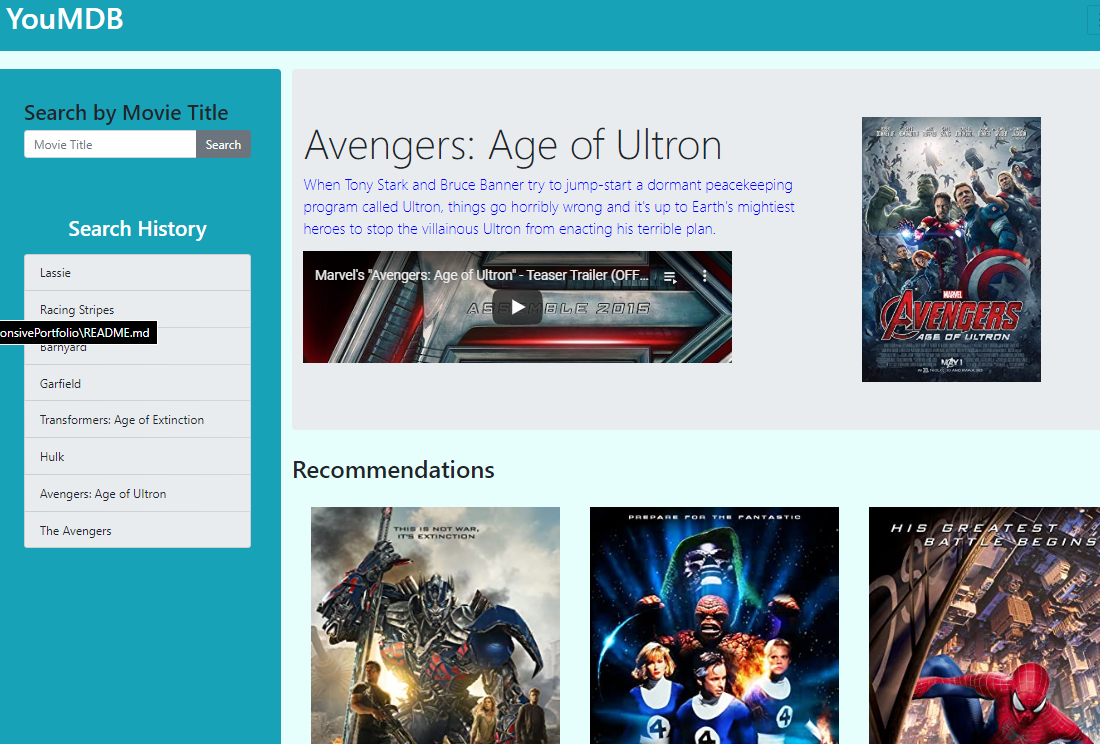 YouMDB
Search by Movie Title
Movie Title
Search
Search History
Lassie
Racing Stripes
onsivePortfolio\README.md
Barnyard
Garfield
Transformers: Age of Extinction
Hulk
Avengers: Age of Ultron
The Avengers
Avengers: Age of Ultron
When Tony Stark and Bruce Banner try to jump-start a dormant peacekeeping
program called Ultron, things go horribly wrong and it's up to Earth's mightiest
heroes to stop the villainous Ultron from enacting his terrible plan.
Marvel's "Avengers: Age of Ultron" - Teaser Trailer (OFF...
ASSEMBLE 2015
MARVEL
AVENGERS
AGE OF ULTRON
MAY 1
Recommendations
THIS IS NOT WAR,
IT'S EXTINCTION
PREPARE FOR THE FANTASTIC
4
4
4
HIS GREATEST
BATTLE BEGINS